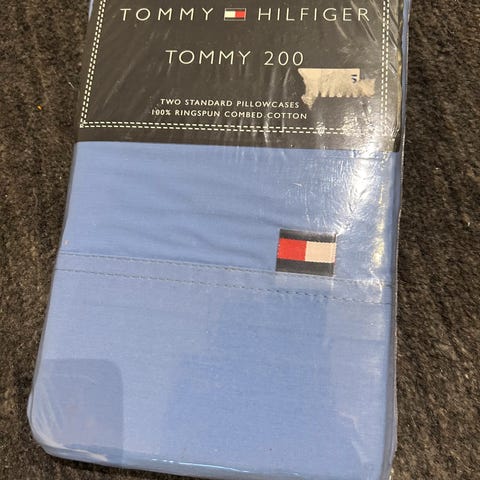 TOMMY HILFIGER
TOMMY 200
TWO STANDARD PILLOWCASES
100% RINGSPUN COMBED COTTON